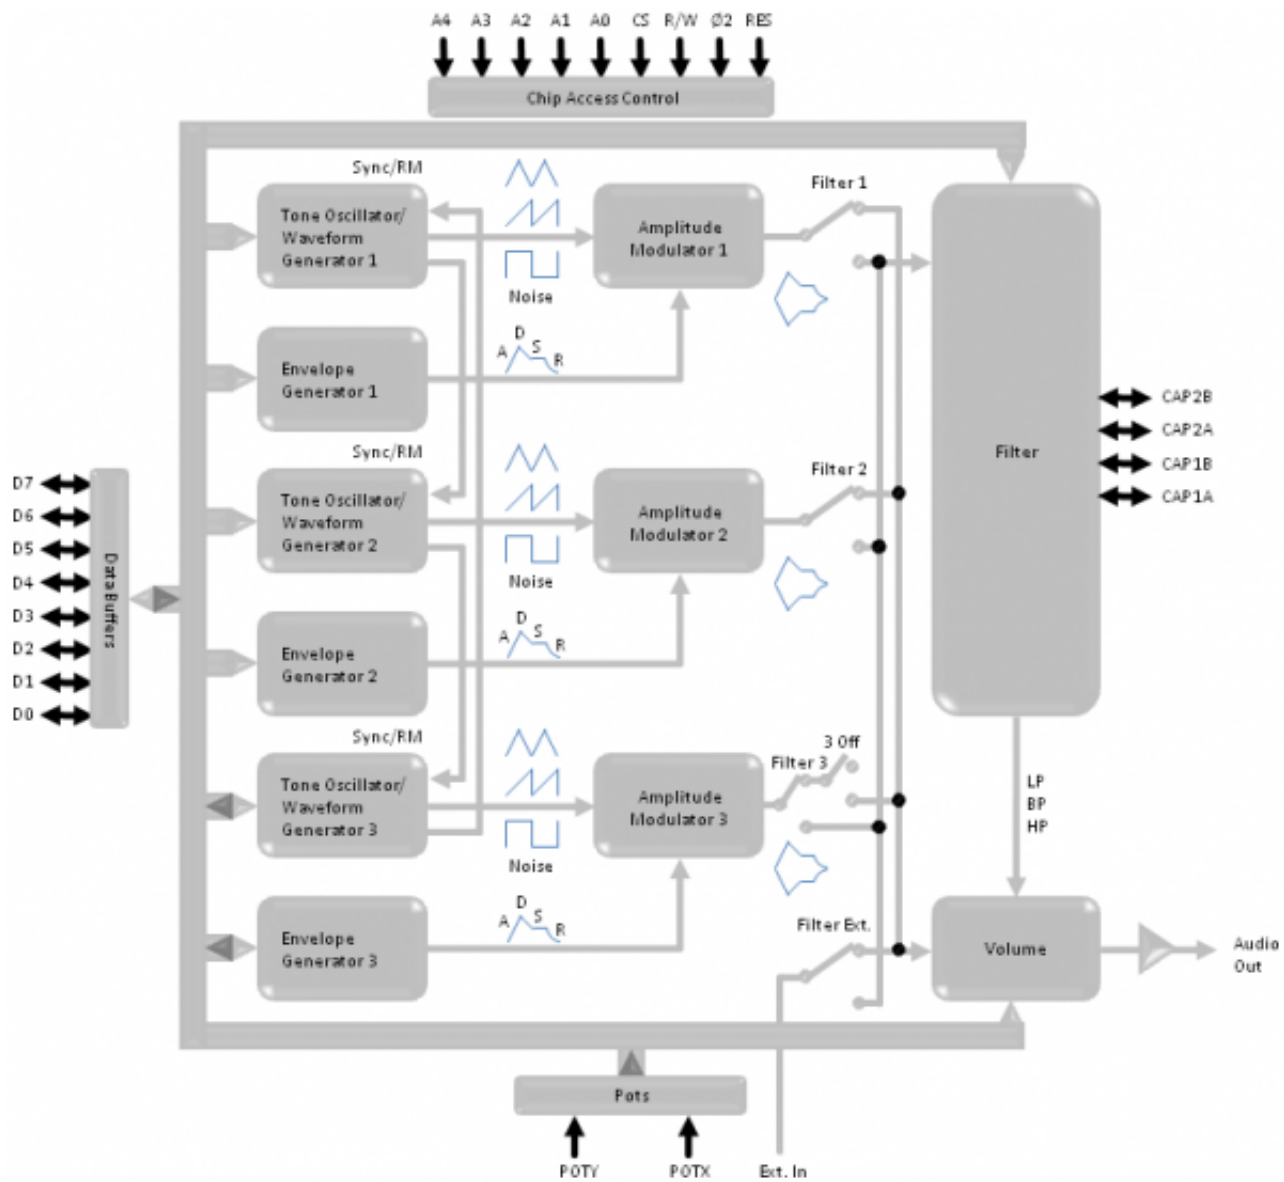 A4 A3 A2 A1 A0 CS R/W Ø2 RES
Chip Access Control
Sync/RM
Tone Oscillator/
Waveform
Generator 1
Noise
Amplitude
Modulator 1
Filter 1
Envelope
Generator 1
A D S R
Sync/RM
Tone Oscillator/
Waveform
Generator 2
Noise
Amplitude
Modulator 2
Filter 2
Envelope
Generator 2
A D S R
Sync/RM
Tone Oscillator/
Waveform
Generator 3
Noise
Amplitude
Modulator 3
Filter 3
3 Off
Envelope
Generator 3
A D S R
Filter Ext.
D7
D6
D5
D4
D3
D2
D1
D0
Data Buffers
Filter
CAP2B
CAP2A
CAP1B
CAP1A
LP
BP
HP
Volume
Audio
Out
Pots
POTY
POTX
Ext. In